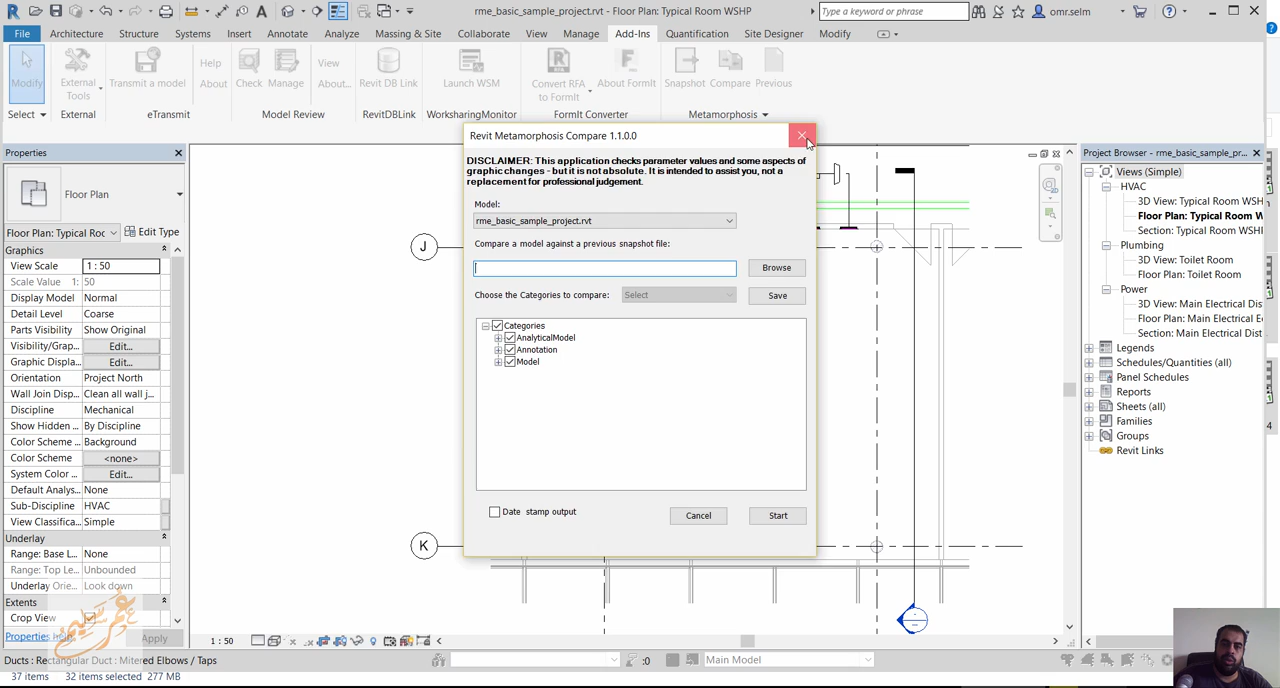 rme_basic_sample_project.rvt - Floor Plan: Typical Room WSHP
Type a keyword or phrase
omr.selm
File Architecture Structure Systems Insert Annotate Analyze Massing & Site Collaborate View Manage Add-Ins Quantification Site Designer Modify
Modify
External
Tools
Transmit a model
Help
About
Check Manage
View
About...
Revit DB Link
Launch WSM
Convert RFA
to FormIt
About FormIt
Snapshot Compare Previous
Select External eTransmit Model Review RevitDBLink WorksharingMonitor FormIt Converter Metamorphosis
Properties
Floor Plan
Floor Plan: Typical Roc
Edit Type
Graphics
View Scale 1 : 50
Scale Value 1: 50
Display Model Normal
Detail Level Coarse
Parts Visibility Show Original
Visibility/Grap... Edit...
Graphic Displa... Edit...
Orientation Project North
Wall Join Disp... Clean all wall j...
Discipline Mechanical
Show Hidden ... By Discipline
Color Scheme ... Background
Color Scheme <none>
System Color ... Edit...
Default Analys... None
Sub-Discipline HVAC
View Classifica... Simple
Underlay
Range: Base L... None
Range: Top Le... Unbounded
Underlay Orie... Look down
Extents
Crop View
Properties help
Apply
عمر سليم
J
K
Revit Metamorphosis Compare 1.1.0.0
DISCLAIMER: This application checks parameter values and some aspects of
graphic changes - but it is not absolute. It is intended to assist you, not a
replacement for professional judgement.
Model:
rme_basic_sample_project.rvt
Compare a model against a previous snapshot file:
Browse
Choose the Categories to compare: Select Save
Categories
AnalyticalModel
Annotation
Model
Date stamp output
Cancel Start
Project Browser - rme_basic_sample_pr...
Views (Simple)
HVAC
3D View: Typical Room WSH
Floor Plan: Typical Room W
Section: Typical Room WSHI
Plumbing
3D View: Toilet Room
Floor Plan: Toilet Room
Power
3D View: Main Electrical Dist
Floor Plan: Main Electrical E
Section: Main Electrical Dist
Legends
Schedules/Quantities (all)
Panel Schedules
Reports
Sheets (all)
Families
Groups
Revit Links
1 : 50
Ducts : Rectangular Duct : Mitered Elbows / Taps
:0
Main Model
37 items 32 items selected 277 MB